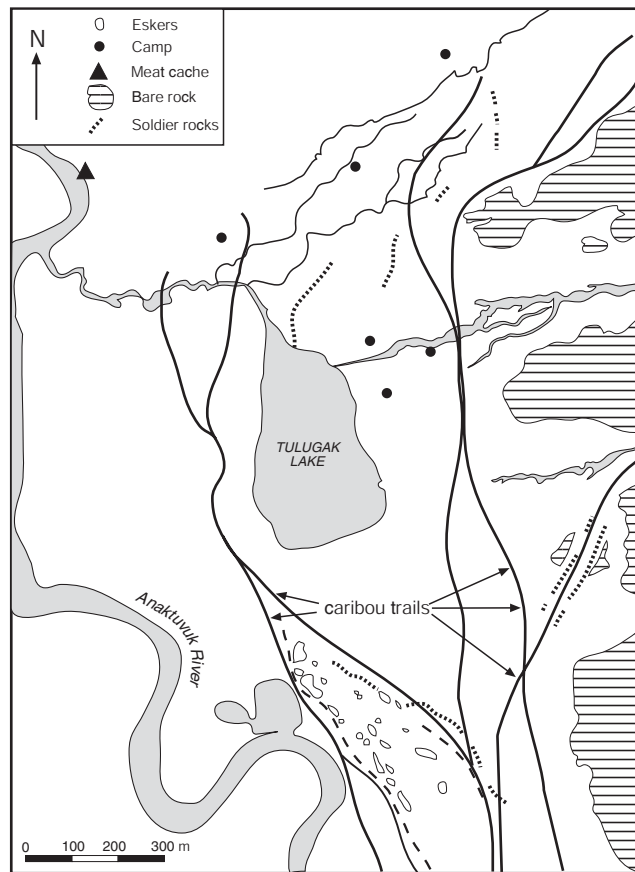 N
Eskers
Camp
Meat cache
Bare rock
Soldier rocks
TULUGAK
LAKE
caribou trails
Anaktuvuk
River
0 100 200 300 m